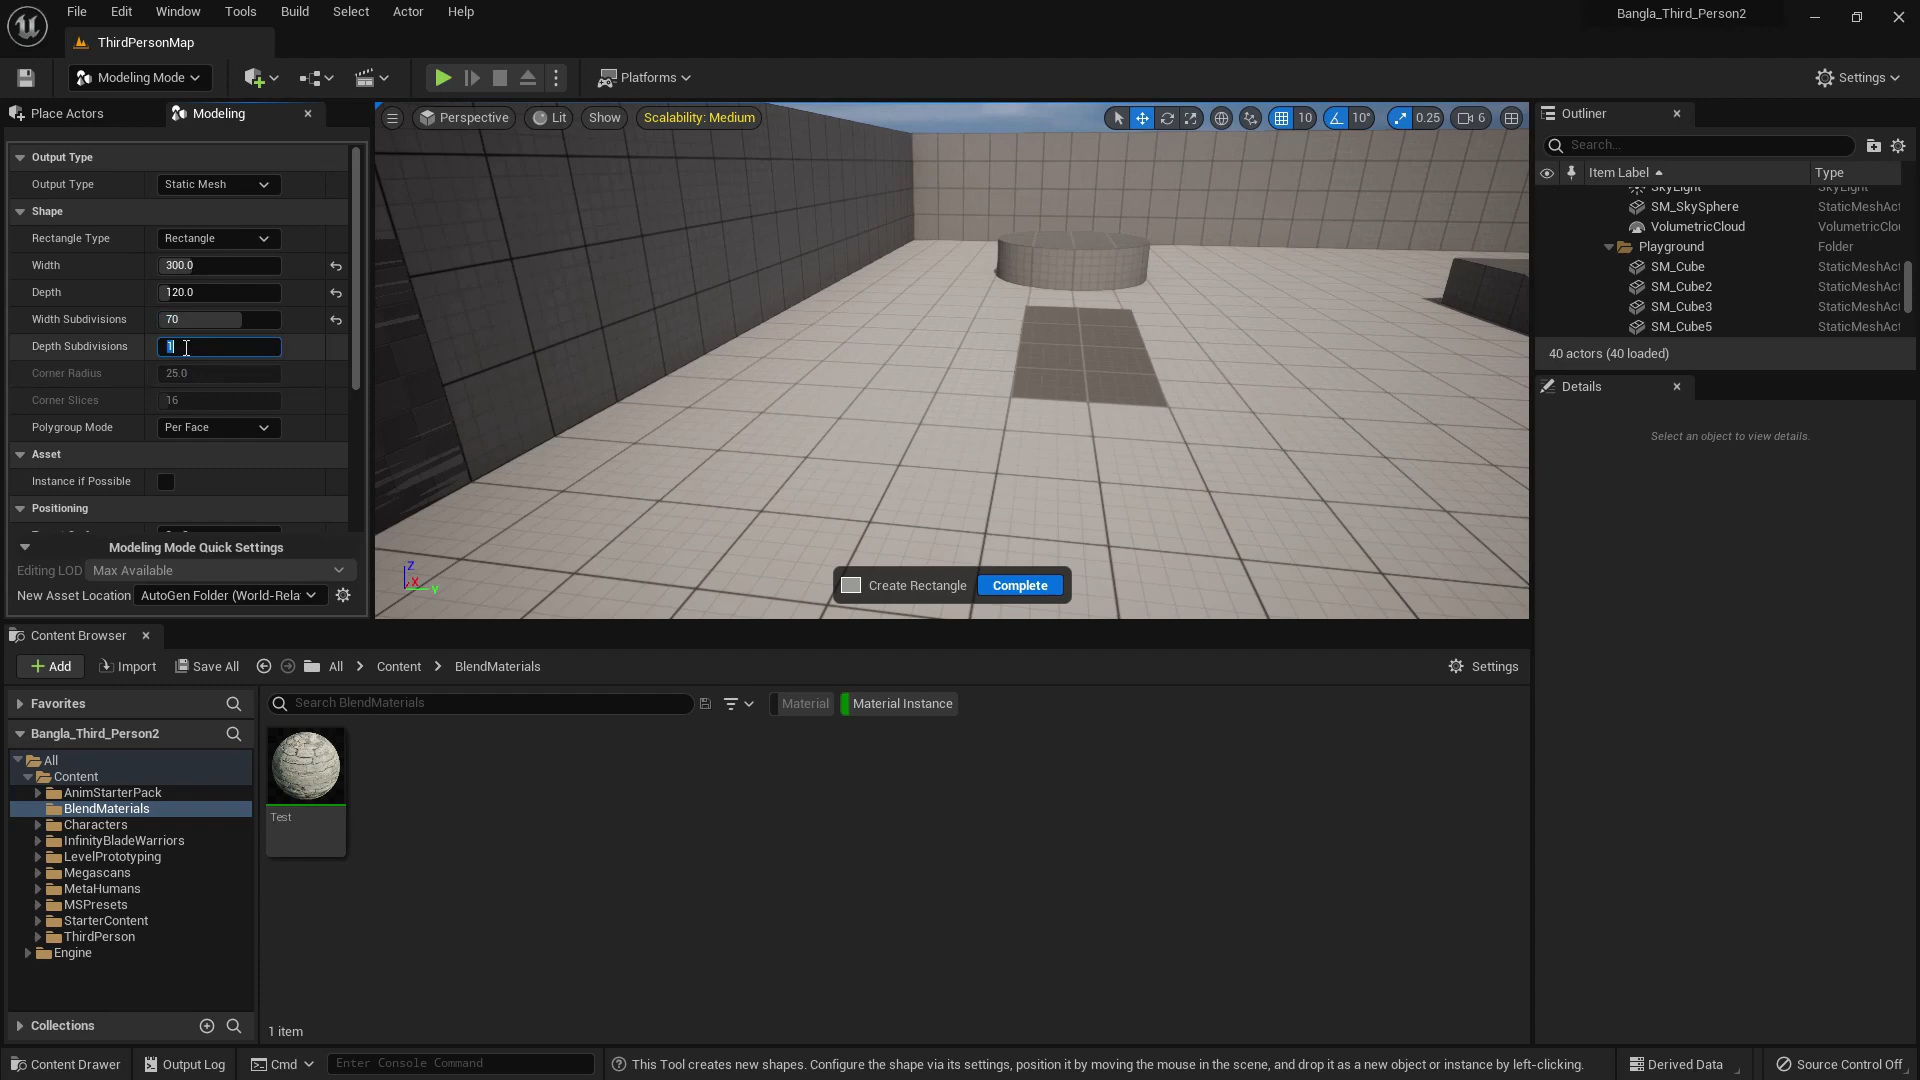 File Edit Window Tools Build Select Actor Help
Bangla_Third_Person2
ThirdPersonMap
Modeling Mode
Platforms
Settings
Place Actors
Modeling
Perspective
Lit
Show
Scalability: Medium
10
10°
0.25
6
Outliner
Output Type
Output Type
Static Mesh
Shape
Rectangle Type
Rectangle
Width
300.0
Depth
120.0
Width Subdivisions
70
Depth Subdivisions
1
Corner Radius
25.0
Corner Slices
16
Polygroup Mode
Per Face
Asset
Instance if Possible
Positioning
Modeling Mode Quick Settings
Editing LOD
Max Available
New Asset Location
AutoGen Folder (World-Rela
Z
X
Y
Create Rectangle
Complete
Search...
Item Label
Type
SkyLight
SkyLight
SM_SkySphere
StaticMeshAct
VolumetricCloud
VolumetricClou
Playground
Folder
SM_Cube
StaticMeshAct
SM_Cube2
StaticMeshAct
SM_Cube3
StaticMeshAct
SM_Cube5
StaticMeshAct
40 actors (40 loaded)
Details
Select an object to view details.
Content Browser
Add
Import
Save All
All
Content
BlendMaterials
Settings
Favorites
Search BlendMaterials
Material
Material Instance
Bangla_Third_Person2
All
Content
AnimStarterPack
BlendMaterials
Characters
InfinityBladeWarriors
LevelPrototyping
Megascans
MetaHumans
MSPresets
StarterContent
ThirdPerson
Engine
Test
Collections
1 item
Content Drawer
Output Log
Cmd
Enter Console Command
This Tool creates new shapes. Configure the shape via its settings, position it by moving the mouse in the scene, and drop it as a new object or instance by left-clicking.
Derived Data
Source Control Off